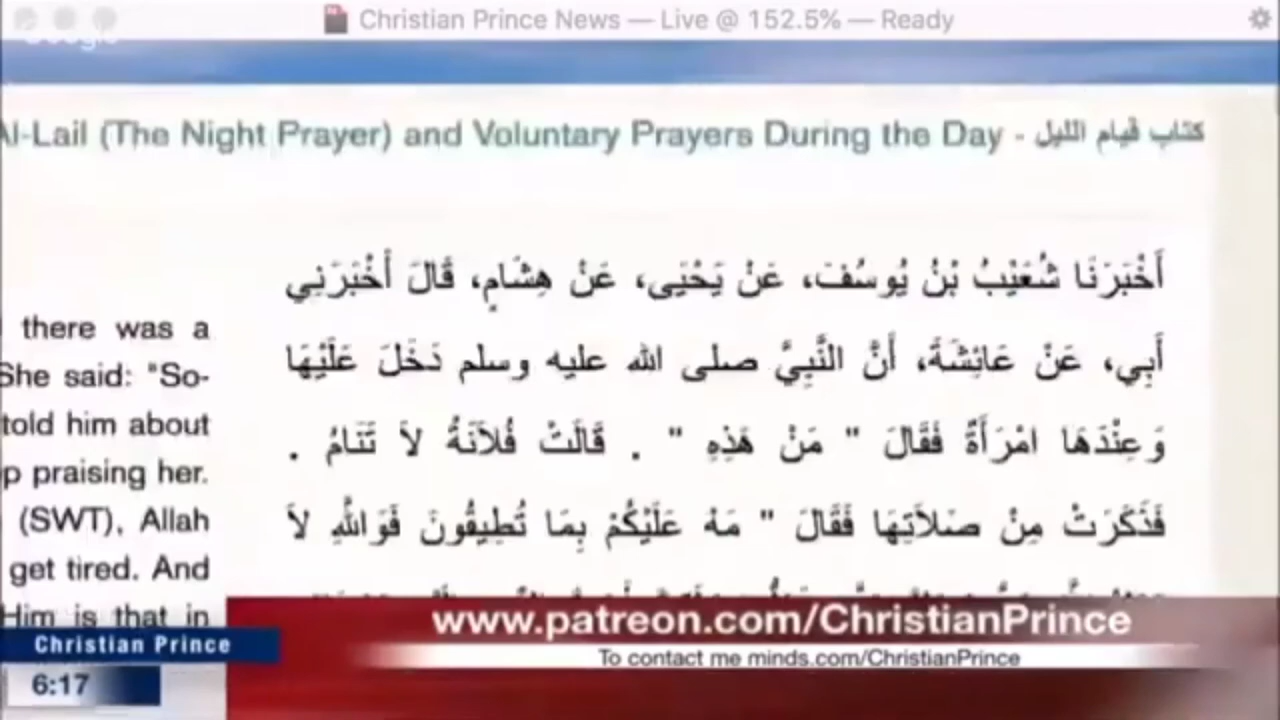 Christian Prince News — Live @ 152.5% — Ready
Google
Al-Lail (The Night Prayer) and Voluntary Prayers During the Day - كتاب قيام الليل
أَخْبَرَنَا شُعَيْبُ بْنُ يُوسُفَ، عَنْ يَحْيَى، عَنْ هِشَامٍ، قَالَ أَخْبَرَنِي
أَبِي، عَنْ عَائِشَةَ، أَنَّ النَّبِيَّ صلى الله عليه وسلم دَخَلَ عَلَيْهَا
وَعِنْدَهَا امْرَأَةٌ فَقَالَ " مَنْ هَذِهِ " . قَالَتْ فُلاَنَةُ لاَ تَنَامُ .
فَذَكَرَتْ مِنْ صَلاَتِهَا فَقَالَ " مَهْ عَلَيْكُمْ بِمَا تُطِيقُونَ فَوَاللَّهِ لاَ
there was a
She said: "So-
told him about
p praising her.
(SWT), Allah
get tired. And
Him is that in
www.patreon.com/ChristianPrince
Christian Prince
To contact me minds.com/ChristianPrince
6:17